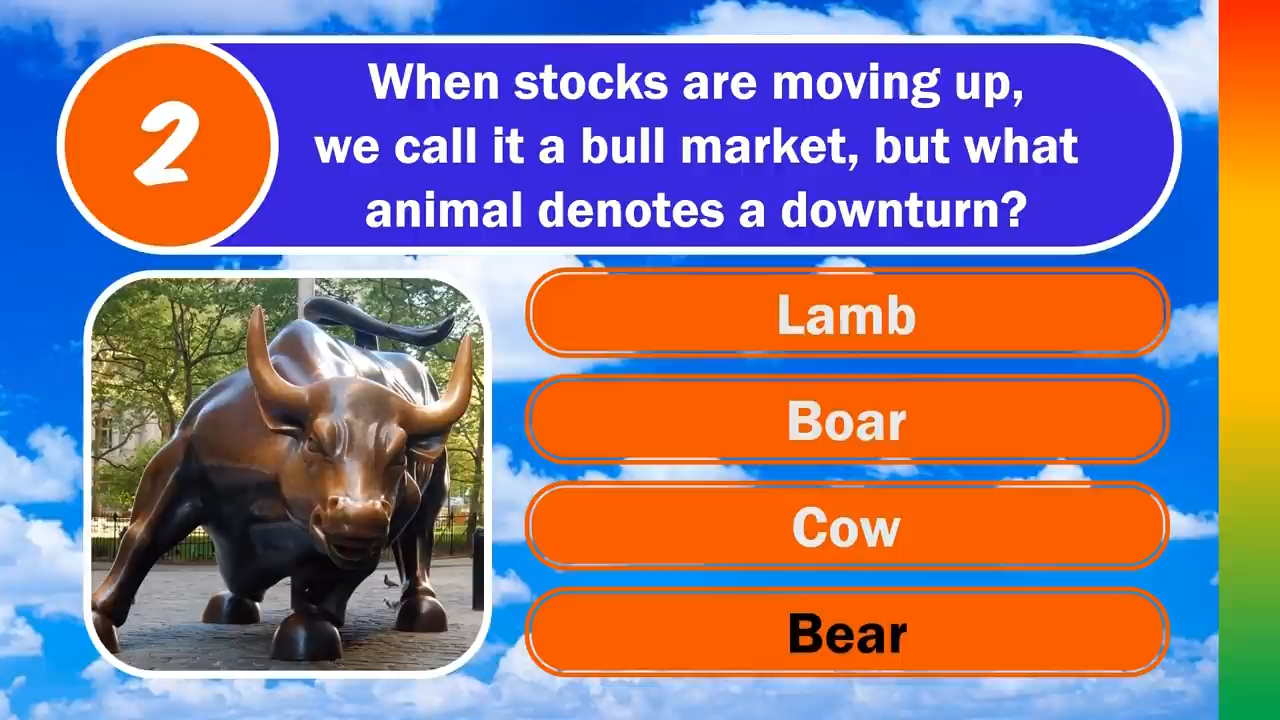 2
When stocks are moving up,
we call it a bull market, but what
animal denotes a downturn?
Lamb
Boar
Cow
Bear